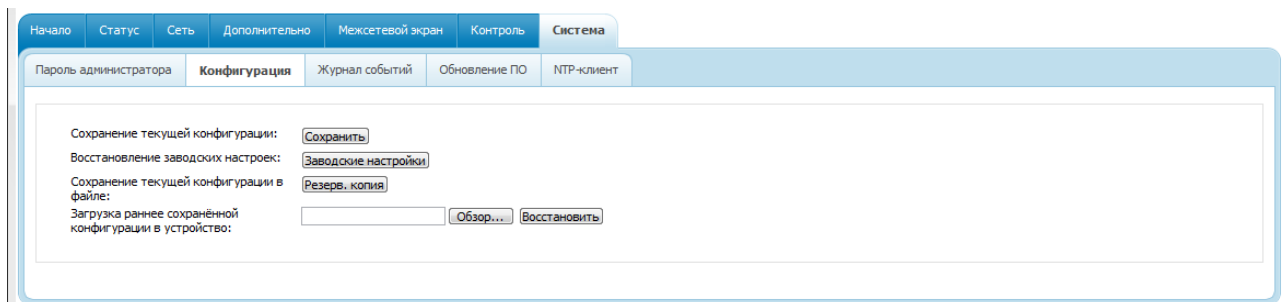 Начало Статус Сеть Дополнительно Межсетевой экран Контроль Система
Пароль администратора Конфигурация Журнал событий Обновление ПО NTP-клиент
Сохранение текущей конфигурации: Сохранить
Восстановление заводских настроек: Заводские настройки
Сохранение текущей конфигурации в Резерв. копия
файле:
Загрузка раннее сохранённой
конфигурации в устройство: Обзор... Восстановить